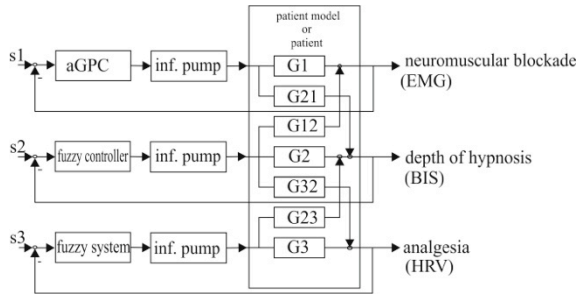 patient model
or
patient
s1
aGPC
inf. pump
G1
neuromuscular blockade
(EMG)
-
G21
G12
s2
fuzzy controller
inf. pump
G2
depth of hypnosis
(BIS)
-
G32
G23
s3
fuzzy system
inf. pump
G3
analgesia
(HRV)
-